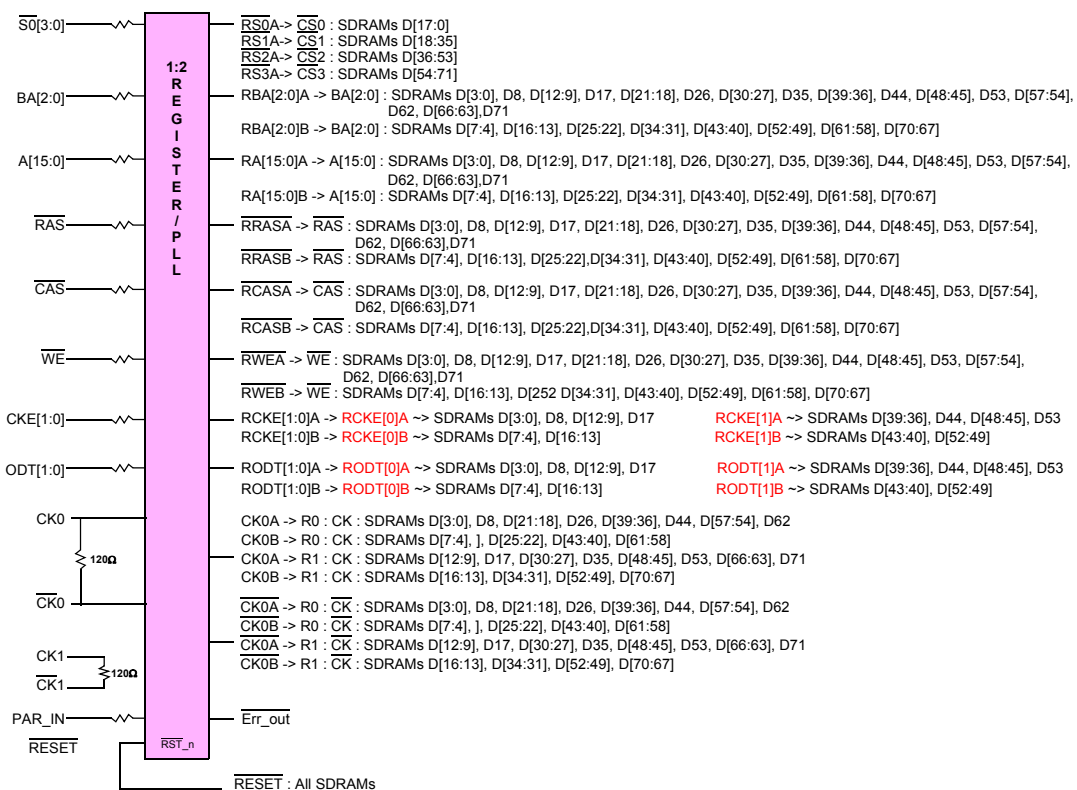 S0[3:0]
RS0A-> CS0 : SDRAMs D[17:0]
RS1A-> CS1 : SDRAMs D[18:35]
RS2A-> CS2 : SDRAMs D[36:53]
RS3A-> CS3 : SDRAMs D[54:71]
1:2
R
E
G
I
S
T
E
R
/
P
L
L
BA[2:0]
RBA[2:0]A -> BA[2:0] : SDRAMs D[3:0], D8, D[12:9], D17, D[21:18], D26, D[30:27], D35, D[39:36], D44, D[48:45], D53, D[57:54],
D62, D[66:63],D71
RBA[2:0]B -> BA[2:0] : SDRAMs D[7:4], D[16:13], D[25:22], D[34:31], D[43:40], D[52:49], D[61:58], D[70:67]
A[15:0]
RA[15:0]A -> A[15:0] : SDRAMs D[3:0], D8, D[12:9], D17, D[21:18], D26, D[30:27], D35, D[39:36], D44, D[48:45], D53, D[57:54],
D62, D[66:63],D71
RA[15:0]B -> A[15:0] : SDRAMs D[7:4], D[16:13], D[25:22], D[34:31], D[43:40], D[52:49], D[61:58], D[70:67]
RAS
RRASA -> RAS : SDRAMs D[3:0], D8, D[12:9], D17, D[21:18], D26, D[30:27], D35, D[39:36], D44, D[48:45], D53, D[57:54],
D62, D[66:63],D71
RRASB -> RAS : SDRAMs D[7:4], D[16:13], D[25:22],D[34:31], D[43:40], D[52:49], D[61:58], D[70:67]
CAS
RCASA -> CAS : SDRAMs D[3:0], D8, D[12:9], D17, D[21:18], D26, D[30:27], D35, D[39:36], D44, D[48:45], D53, D[57:54],
D62, D[66:63],D71
RCASB -> CAS : SDRAMs D[7:4], D[16:13], D[25:22],D[34:31], D[43:40], D[52:49], D[61:58], D[70:67]
WE
RWEA -> WE : SDRAMs D[3:0], D8, D[12:9], D17, D[21:18], D26, D[30:27], D35, D[39:36], D44, D[48:45], D53, D[57:54],
D62, D[66:63],D71
RWEB -> WE : SDRAMs D[7:4], D[16:13], D[252 D[34:31], D[43:40], D[52:49], D[61:58], D[70:67]
CKE[1:0]
RCKE[1:0]A -> RCKE[0]A ~> SDRAMs D[3:0], D8, D[12:9], D17 RCKE[1]A ~> SDRAMs D[39:36], D44, D[48:45], D53
RCKE[1:0]B -> RCKE[0]B ~> SDRAMs D[7:4], D[16:13] RCKE[1]B ~> SDRAMs D[43:40], D[52:49]
ODT[1:0]
RODT[1:0]A -> RODT[0]A ~> SDRAMs D[3:0], D8, D[12:9], D17 RODT[1]A ~> SDRAMs D[39:36], D44, D[48:45], D53
RODT[1:0]B -> RODT[0]B ~> SDRAMs D[7:4], D[16:13] RODT[1]B ~> SDRAMs D[43:40], D[52:49]
CK0
120Ω
CK0
CK0A -> R0 : CK : SDRAMs D[3:0], D8, D[21:18], D26, D[39:36], D44, D[57:54], D62
CK0B -> R0 : CK : SDRAMs D[7:4], ], D[25:22], D[43:40], D[61:58]
CK0A -> R1 : CK : SDRAMs D[12:9], D17, D[30:27], D35, D[48:45], D53, D[66:63], D71
CK0B -> R1 : CK : SDRAMs D[16:13], D[34:31], D[52:49], D[70:67]
CK0A -> R0 : CK : SDRAMs D[3:0], D8, D[21:18], D26, D[39:36], D44, D[57:54], D62
CK0B -> R0 : CK : SDRAMs D[7:4], ], D[25:22], D[43:40], D[61:58]
CK0A -> R1 : CK : SDRAMs D[12:9], D17, D[30:27], D35, D[48:45], D53, D[66:63], D71
CK0B -> R1 : CK : SDRAMs D[16:13], D[34:31], D[52:49], D[70:67]
CK1
120Ω
CK1
PAR_IN
Err_out
RESET
RST_n
RESET : All SDRAMs